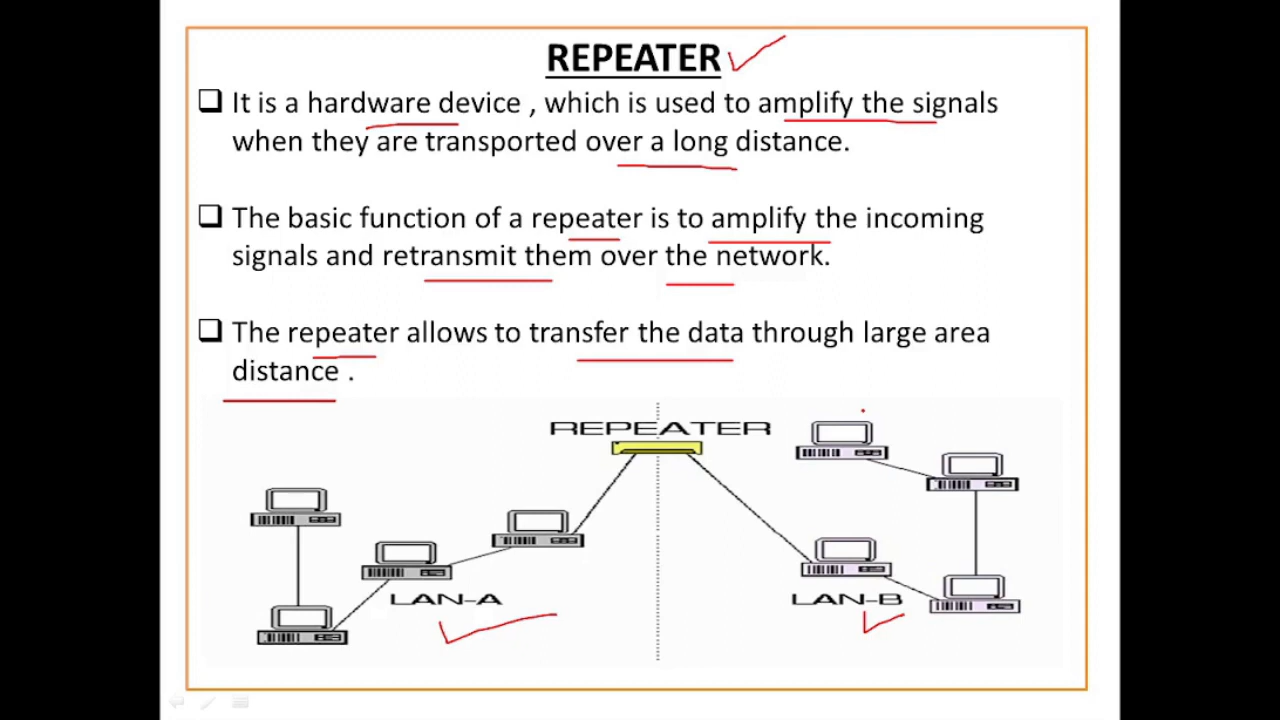 REPEATER
It is a hardware device , which is used to amplify the signals
when they are transported over a long distance.
The basic function of a repeater is to amplify the incoming
signals and retransmit them over the network.
The repeater allows to transfer the data through large area
distance .
REPEATER
LAN-A
LAN-B